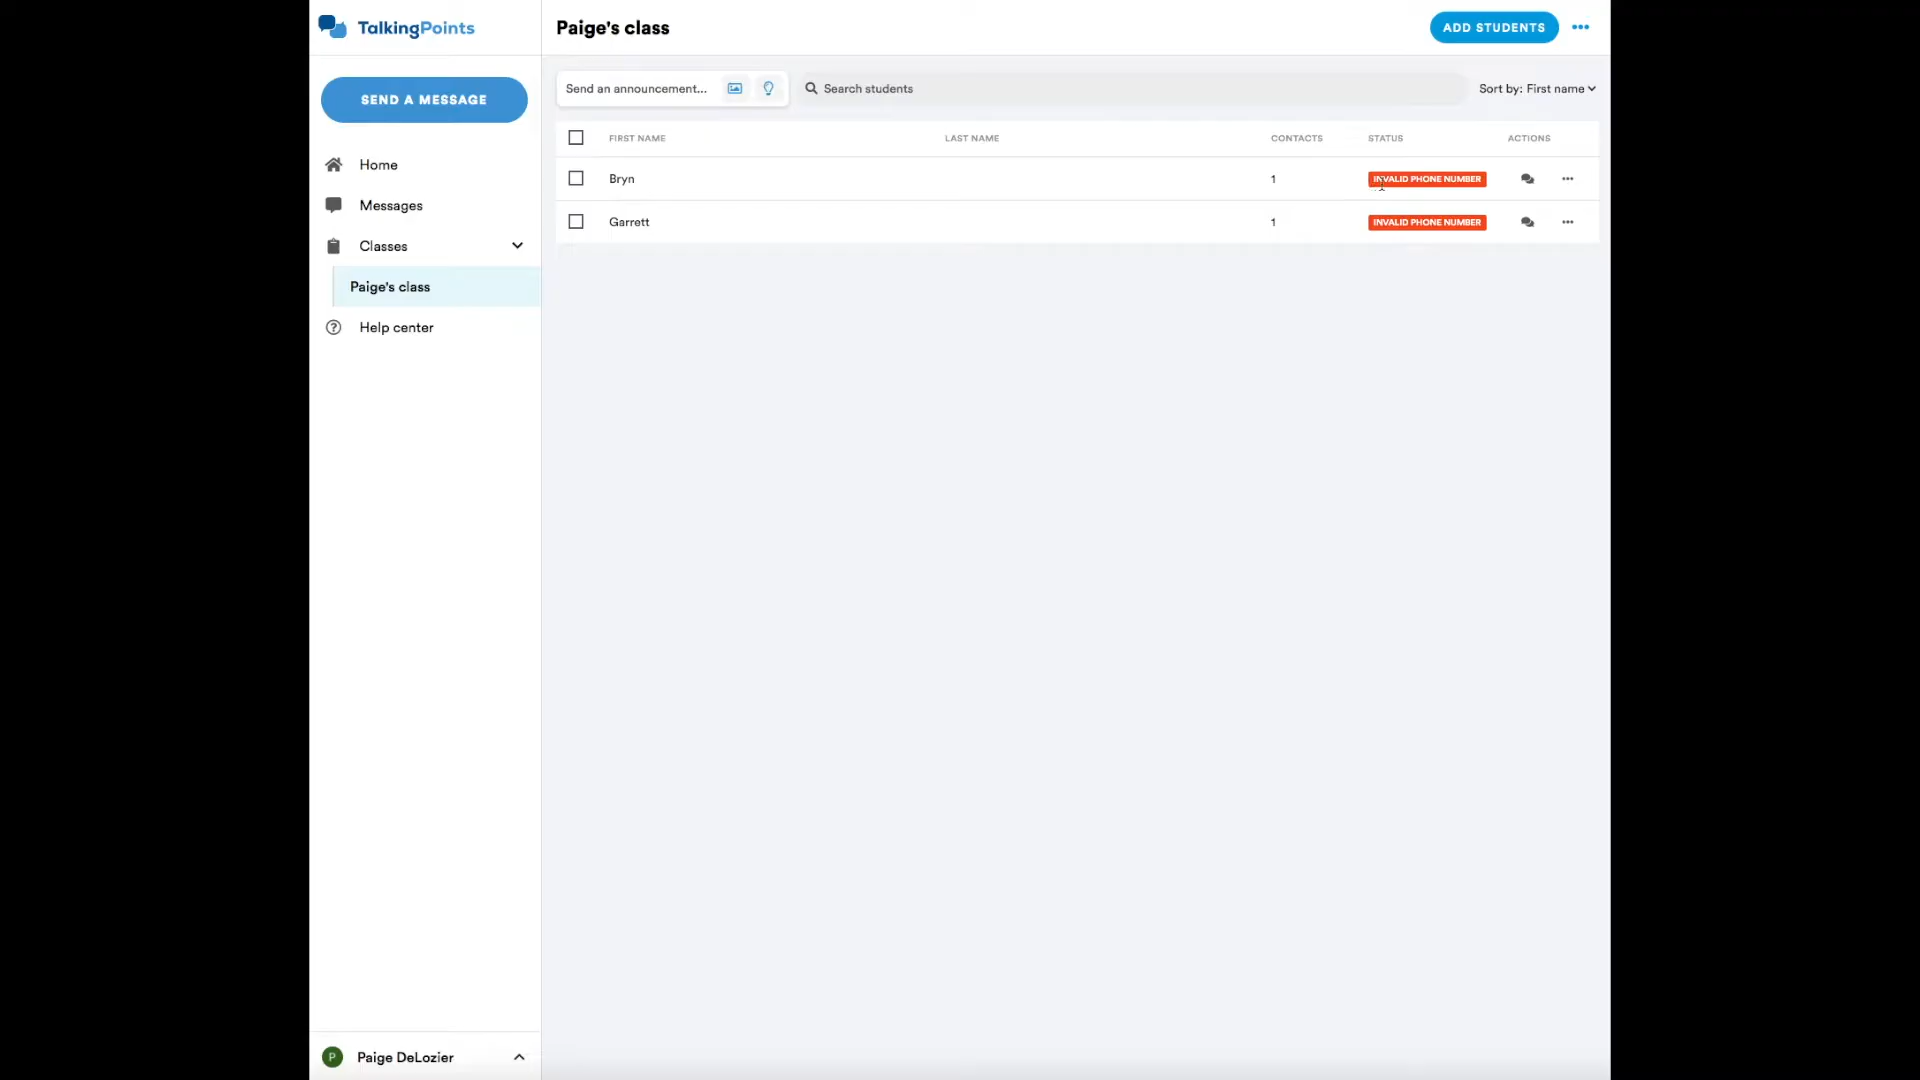 TalkingPoints
SEND A MESSAGE
Home
Messages
Classes
Paige's class
Help center
P
Paige DeLozier
Paige's class
ADD STUDENTS
Send an announcement...
Search students
Sort by: First name
FIRST NAME LAST NAME CONTACTS STATUS ACTIONS
Bryn 1 INVALID PHONE NUMBER
Garrett 1 INVALID PHONE NUMBER